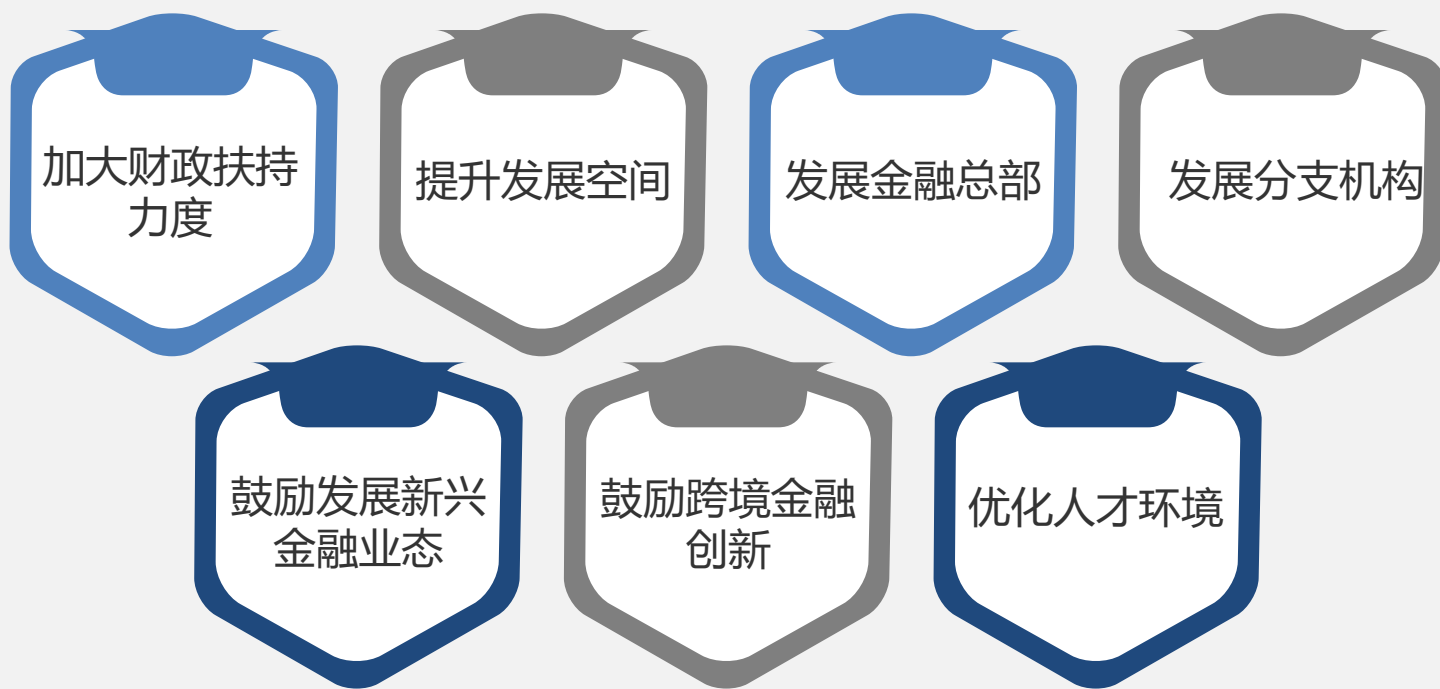 加大财政扶持
力度
提升发展空间
发展金融总部
发展分支机构
鼓励发展新兴
金融业态
鼓励跨境金融
创新
优化人才环境